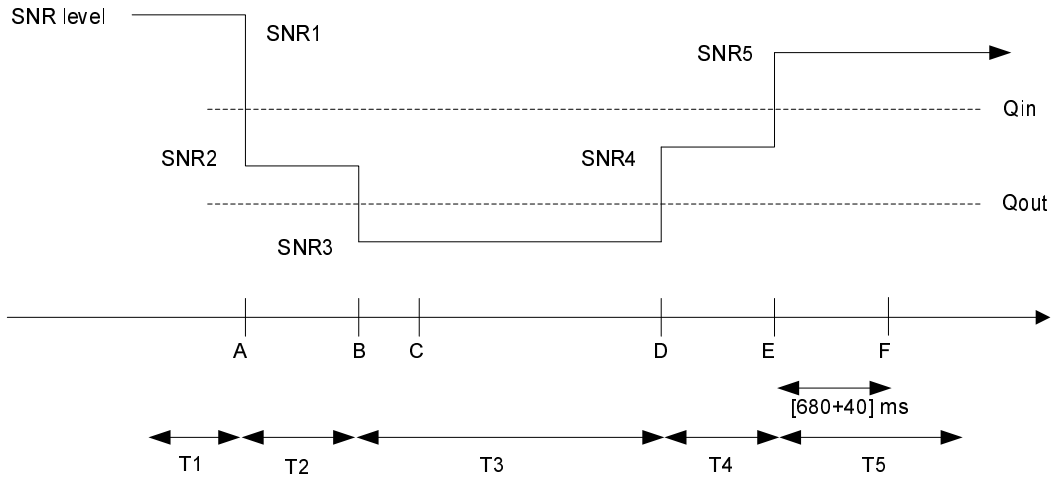 SNR level
SNR1
SNR5
Qin
SNR2
SNR4
Qout
SNR3
A B C D E F
[680+40] ms
T1 T2 T3 T4 T5